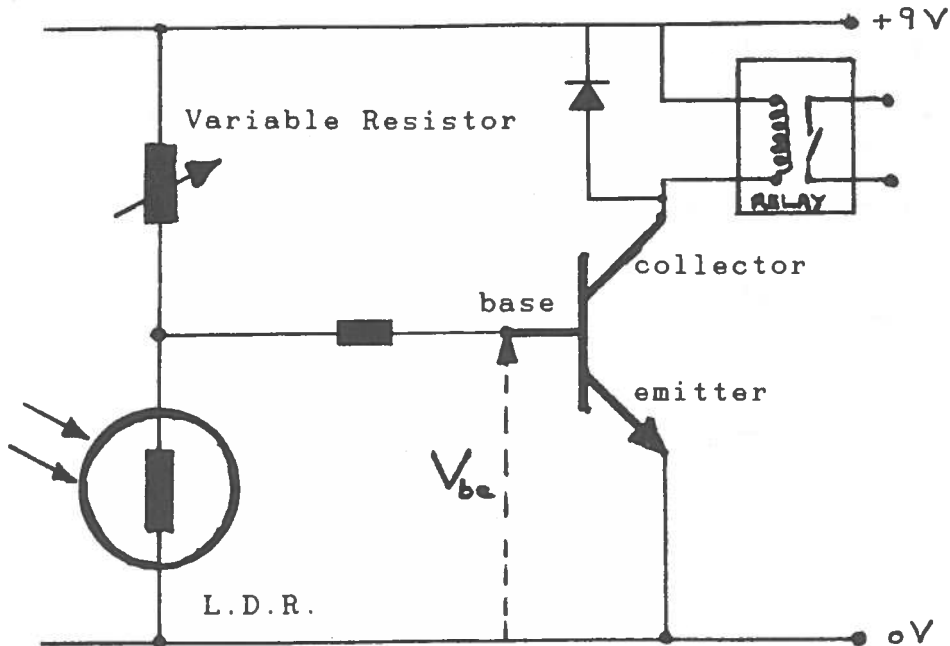 +9V
Variable Resistor
RELAY
collector
base
emitter
Vbe
L.D.R.
0V